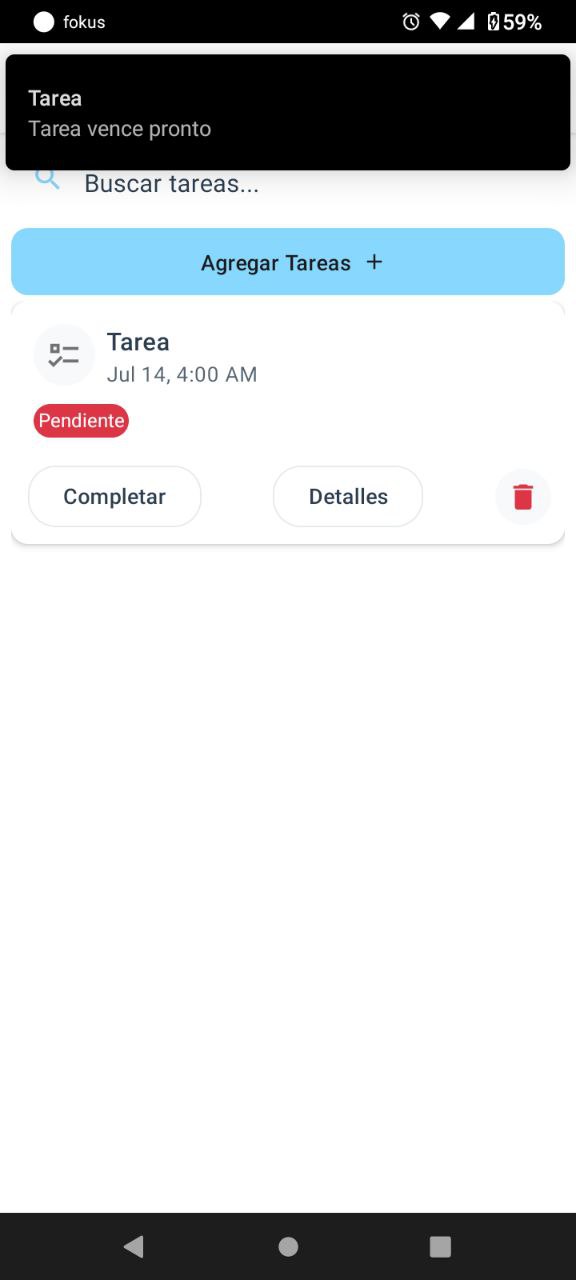 fokus
59%
Tarea
Tarea vence pronto
Buscar tareas...
Agregar Tareas +
Tarea
Jul 14, 4:00 AM
Pendiente
Completar
Detalles